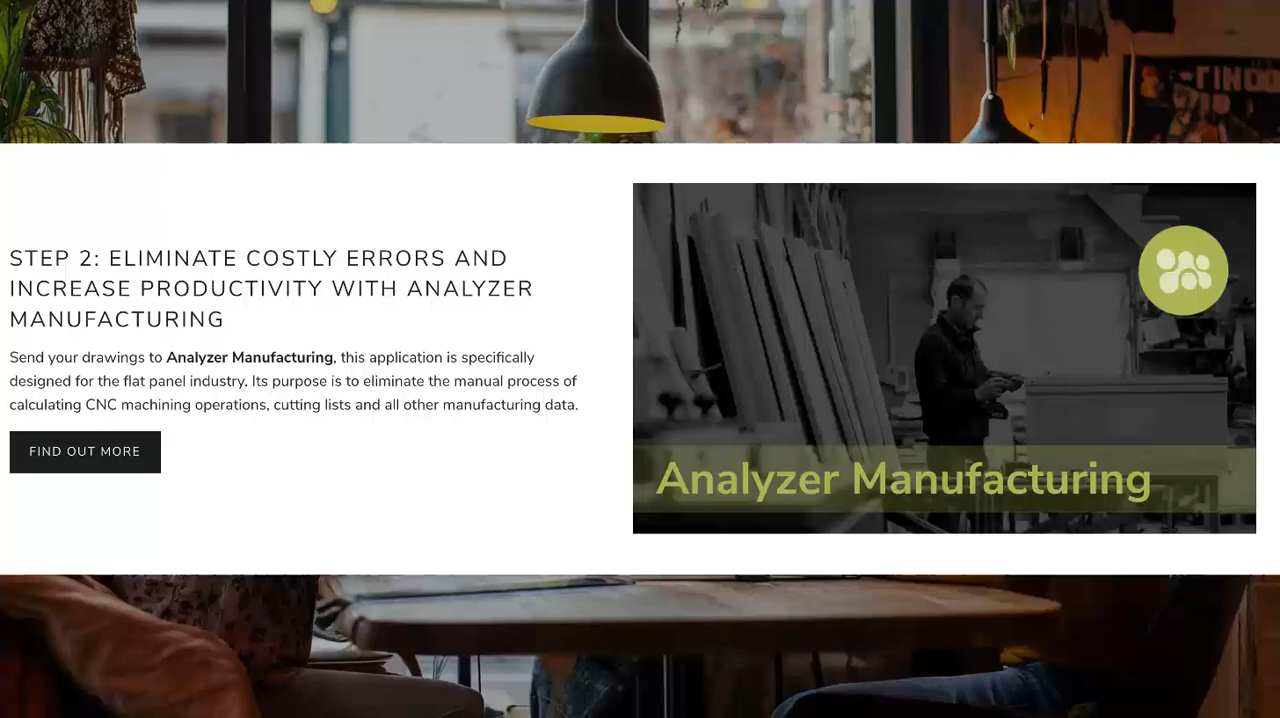 STEP 2: ELIMINATE COSTLY ERRORS AND
INCREASE PRODUCTIVITY WITH ANALYZER
MANUFACTURING
Send your drawings to Analyzer Manufacturing, this application is specifically
designed for the flat panel industry. Its purpose is to eliminate the manual process of
calculating CNC machining operations, cutting lists and all other manufacturing data.
FIND OUT MORE
Analyzer Manufacturing